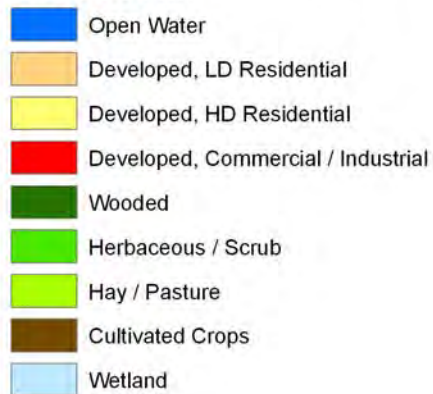 Open Water
Developed, LD Residential
Developed, HD Residential
Developed, Commercial / Industrial
Wooded
Herbaceous / Scrub
Hay / Pasture
Cultivated Crops
Wetland